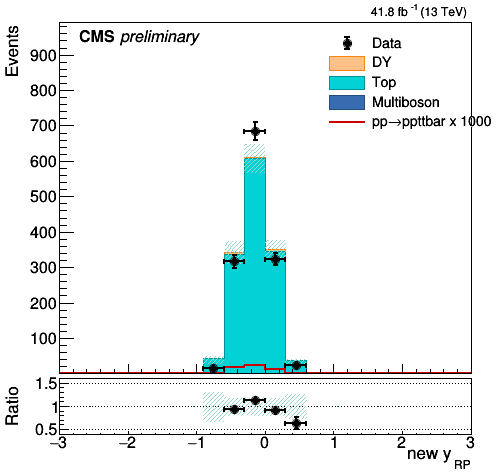 41.8 fb⁻¹ (13 TeV)
CMS preliminary
Data
DY
Top
Multiboson
pp→ppttbar x 1000
Events
900
800
700
600
500
400
300
200
100
Ratio
1.5
1
0.5
−3 −2 −1 0 1 2 3
new y_RP